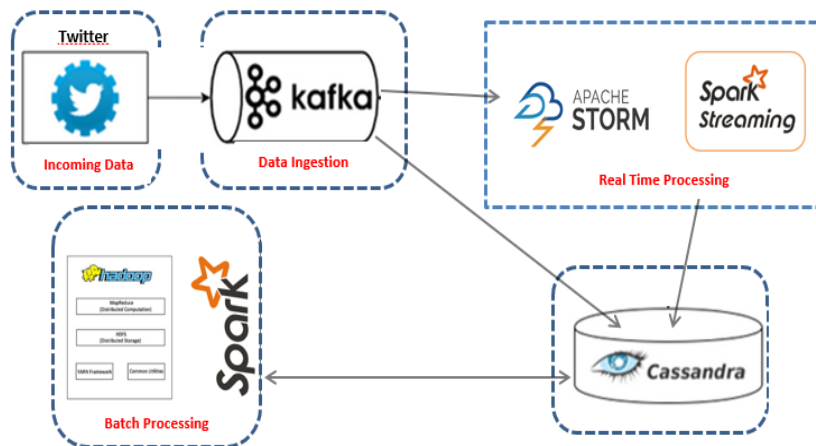 Twitter
Incoming Data
kafka
Data Ingestion
APACHE
STORM
Spark
Streaming
Real Time Processing
hadoop
MapReduce
(Distributed Computation)
HDFS
(Distributed Storage)
YARN Framework
Common Utilities
Spark
Batch Processing
Cassandra